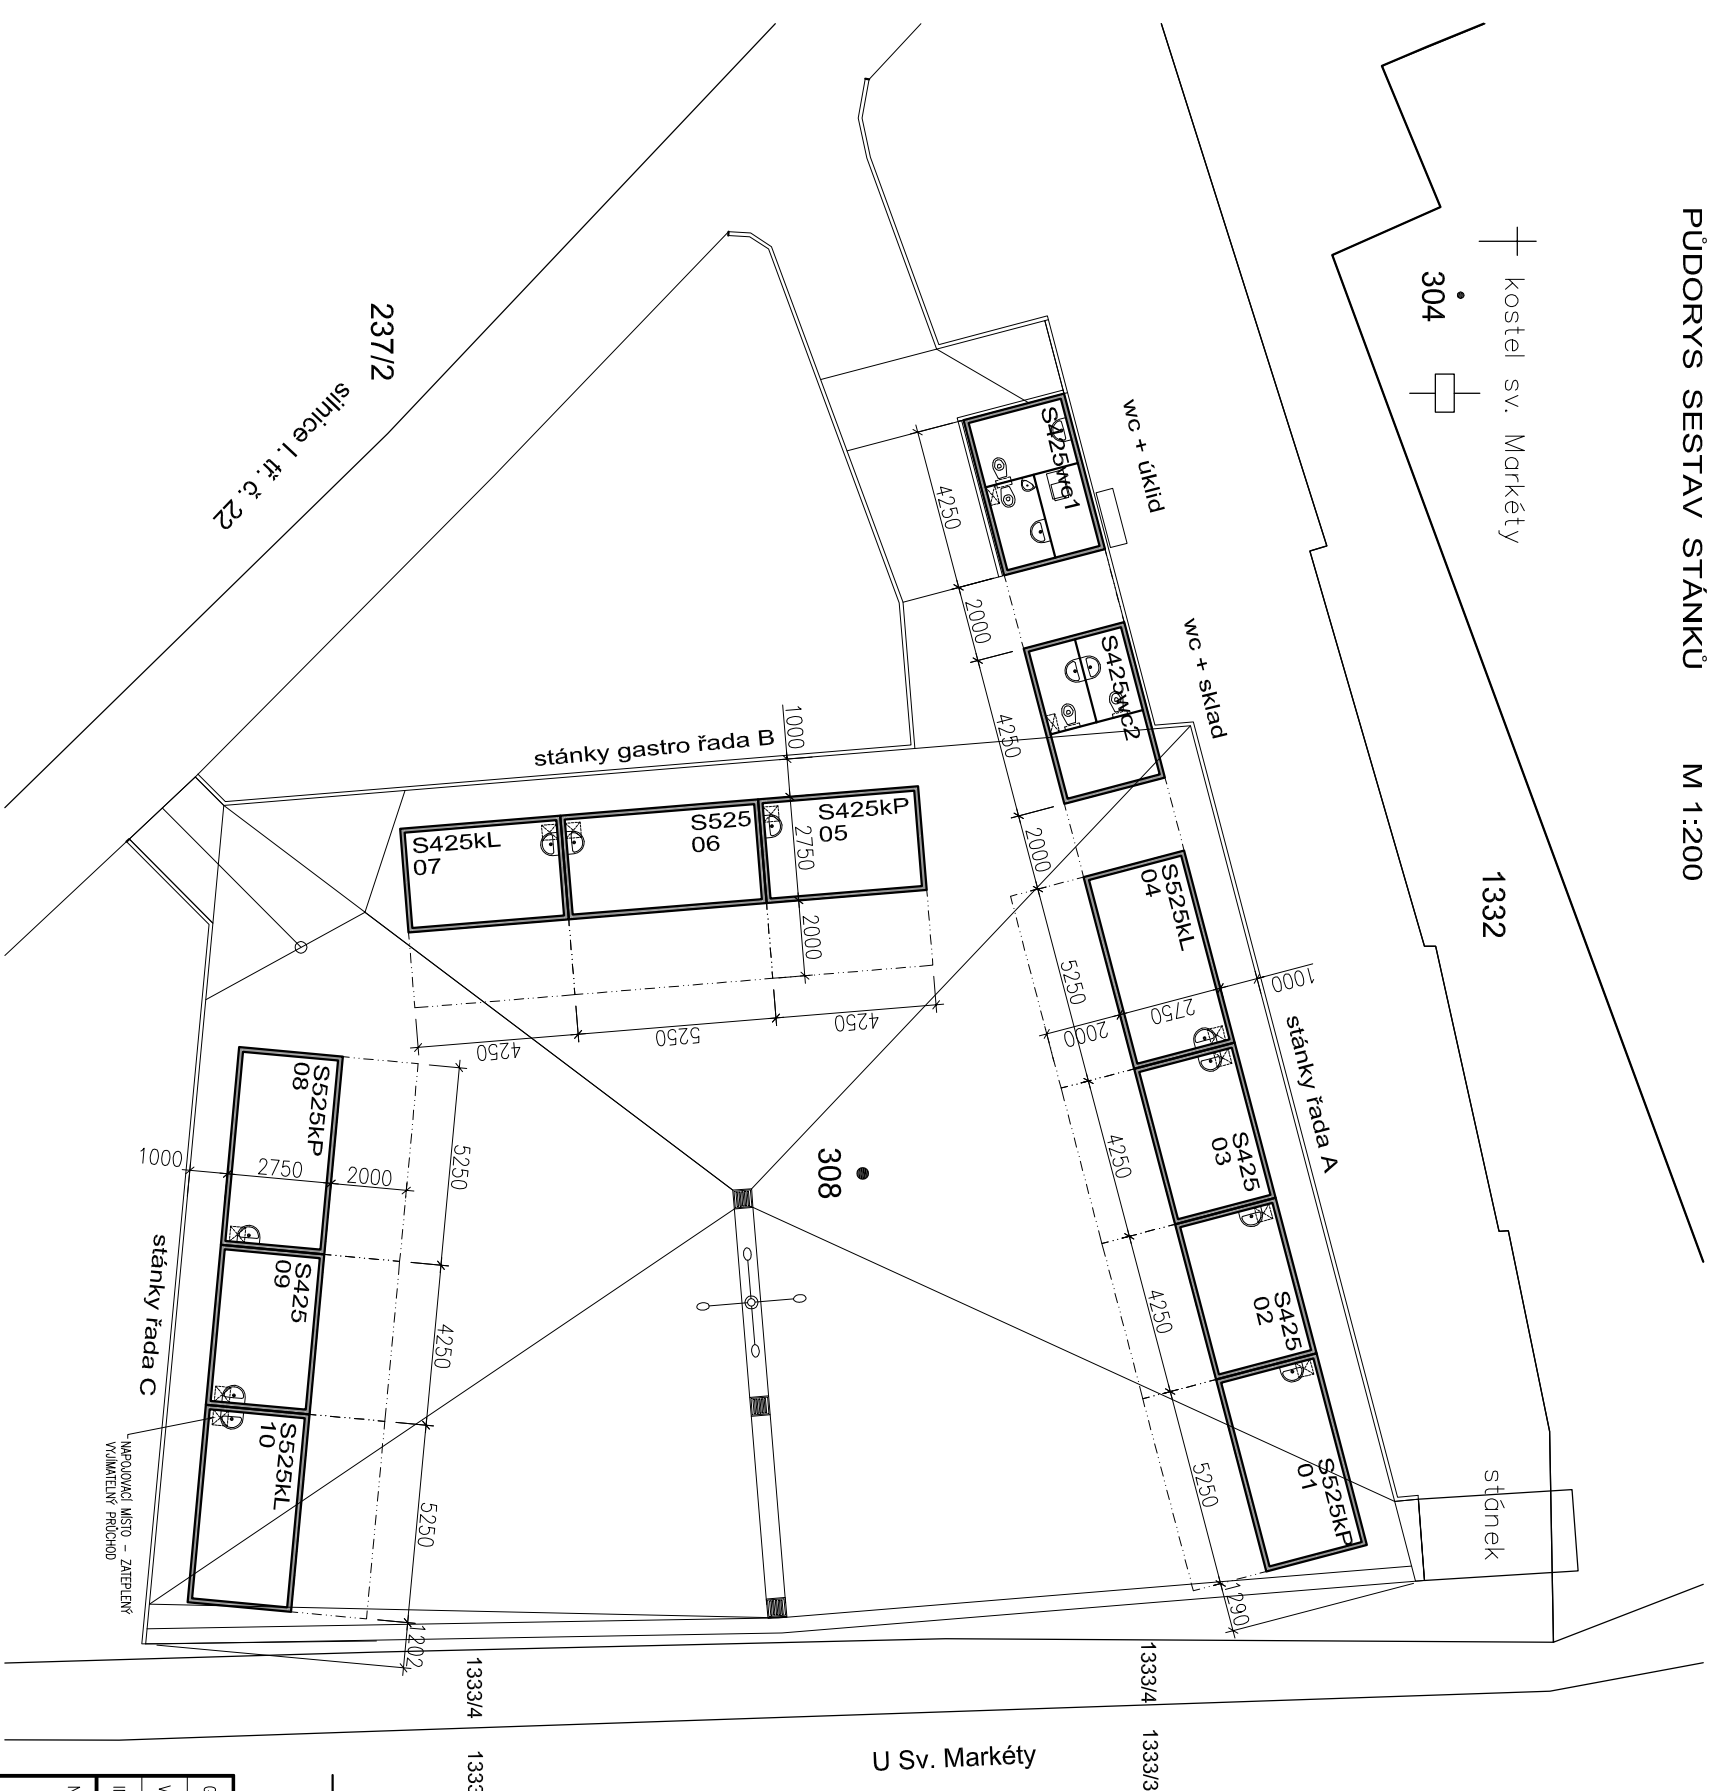 PŮDORYS SESTAV STÁNKŮ M 1:200
kostel sv. Markéty
304
1332
237/2
silnice I. tř. č. 22
wc + úklid
S425wc1
4250
2000
wc + sklad
S425wc2
4250
2000
stánky gastro řada B
1000
S425kP
05
2750
2000
S525
06
S425kL
07
4250
5250
4250
stánky řada A
1000
2750
2000
S525kL
04
5250
S425
03
4250
S425
02
4250
S525kP
01
5250
1290
stánek
308
S525kP
08
5250
1000
2750
2000
S425
09
4250
S525kL
10
5250
1202
stánky řada C
NAPOJOVACÍ MÍSTO – ZATEPLENÝ
VYJÍMATELNÝ PRŮCHOD
1333/4
1333/4
1333/3
U Sv. Markéty